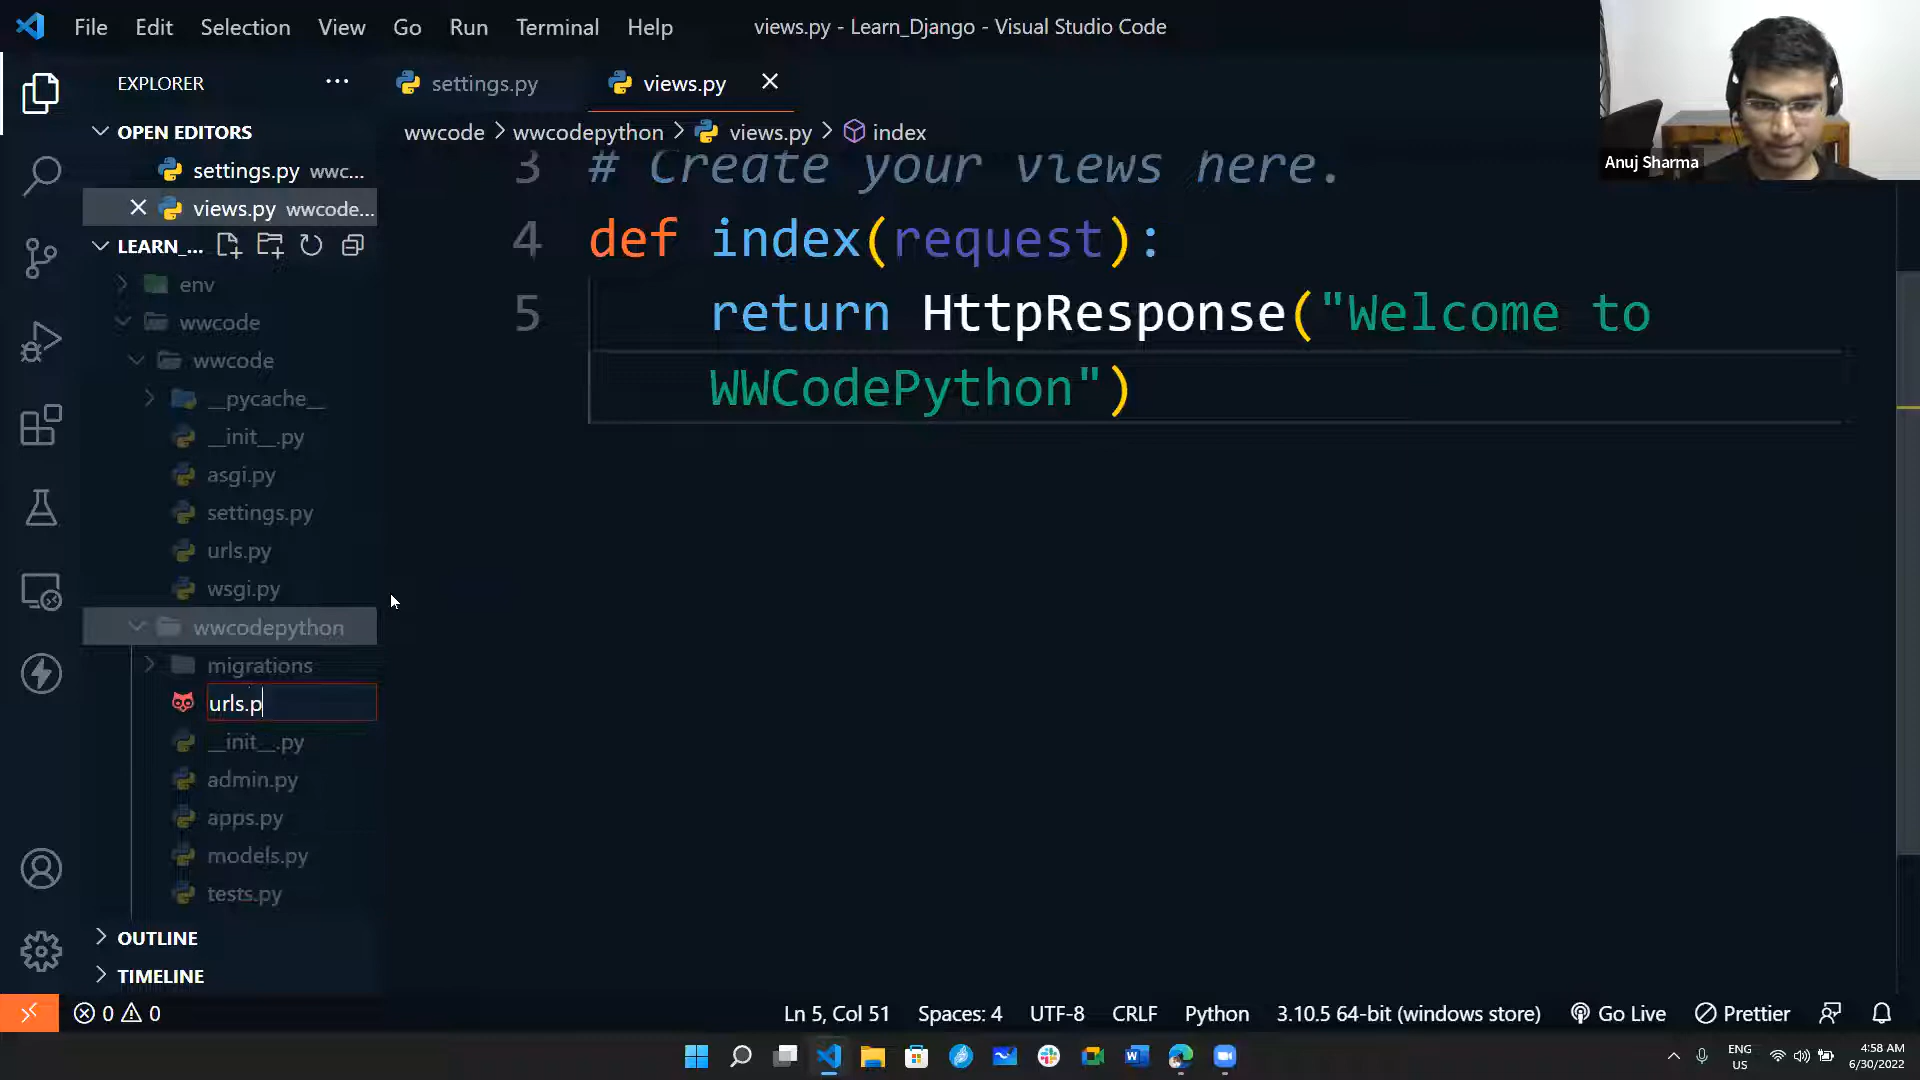 File Edit Selection View Go Run Terminal Help
views.py - Learn_Django - Visual Studio Code
EXPLORER
settings.py
views.py
OPEN EDITORS
wwcode > wwcodepython > views.py > index
settings.py wwc...
views.py wwcode...
LEARN_...
env
wwcode
wwcode
__pycache__
__init__.py
asgi.py
settings.py
urls.py
wsgi.py
wwcodepython
migrations
urls.p
__init__.py
admin.py
apps.py
models.py
tests.py
OUTLINE
TIMELINE
3 # Create your views here.
4 def index(request):
5 return HttpResponse("Welcome to
WWCodePython")
Anuj Sharma
0 0
Ln 5, Col 51 Spaces: 4 UTF-8 CRLF Python 3.10.5 64-bit (windows store) Go Live Prettier
ENG
US
4:58 AM
6/30/2022